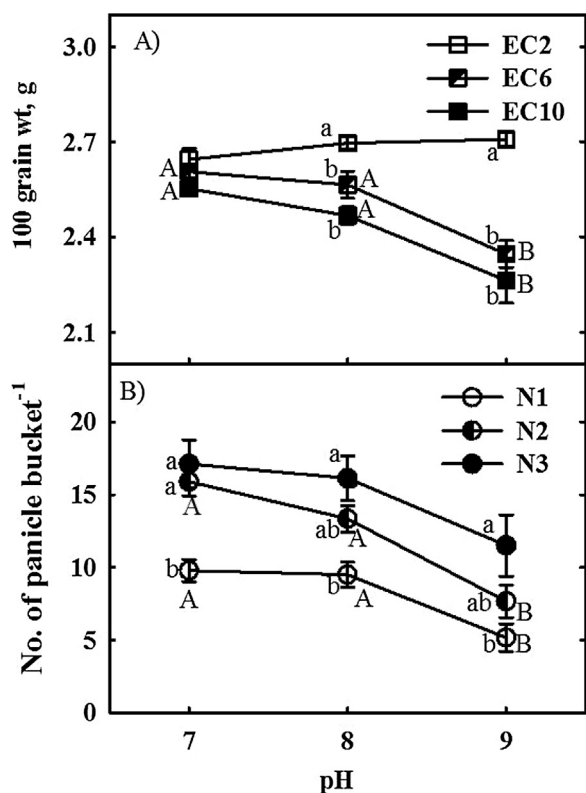 A)
EC2
EC6
EC10
3.0
2.7
2.4
2.1
100 grain wt, g
a
a
A
b
A
A
A
b
b
B
b
B
B)
N1
N2
N3
20
15
10
5
0
No. of panicle bucket-1
a
a
a
a
A
ab
A
b
b
ab
B
A
A
b
B
7
8
9
pH